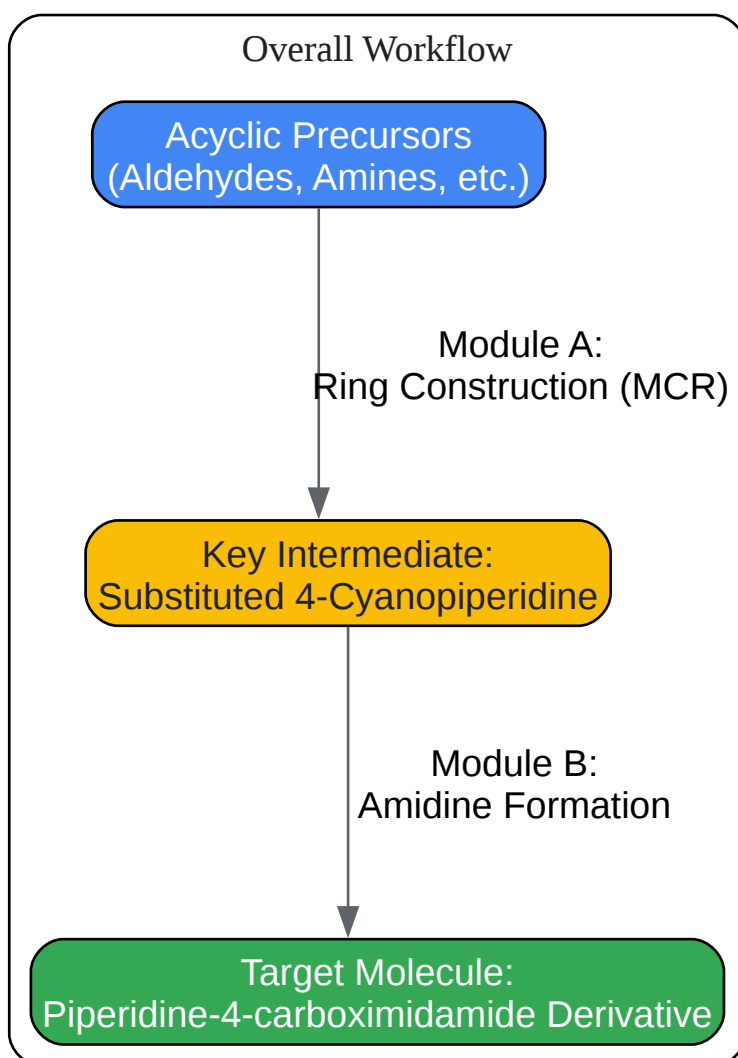 Overall Workflow
Acyclic Precursors
(Aldehydes, Amines, etc.)
Module A:
Ring Construction (MCR)
Key Intermediate:
Substituted 4-Cyanopiperidine
Module B:
Amidine Formation
Target Molecule:
Piperidine-4-carboximidamide Derivative